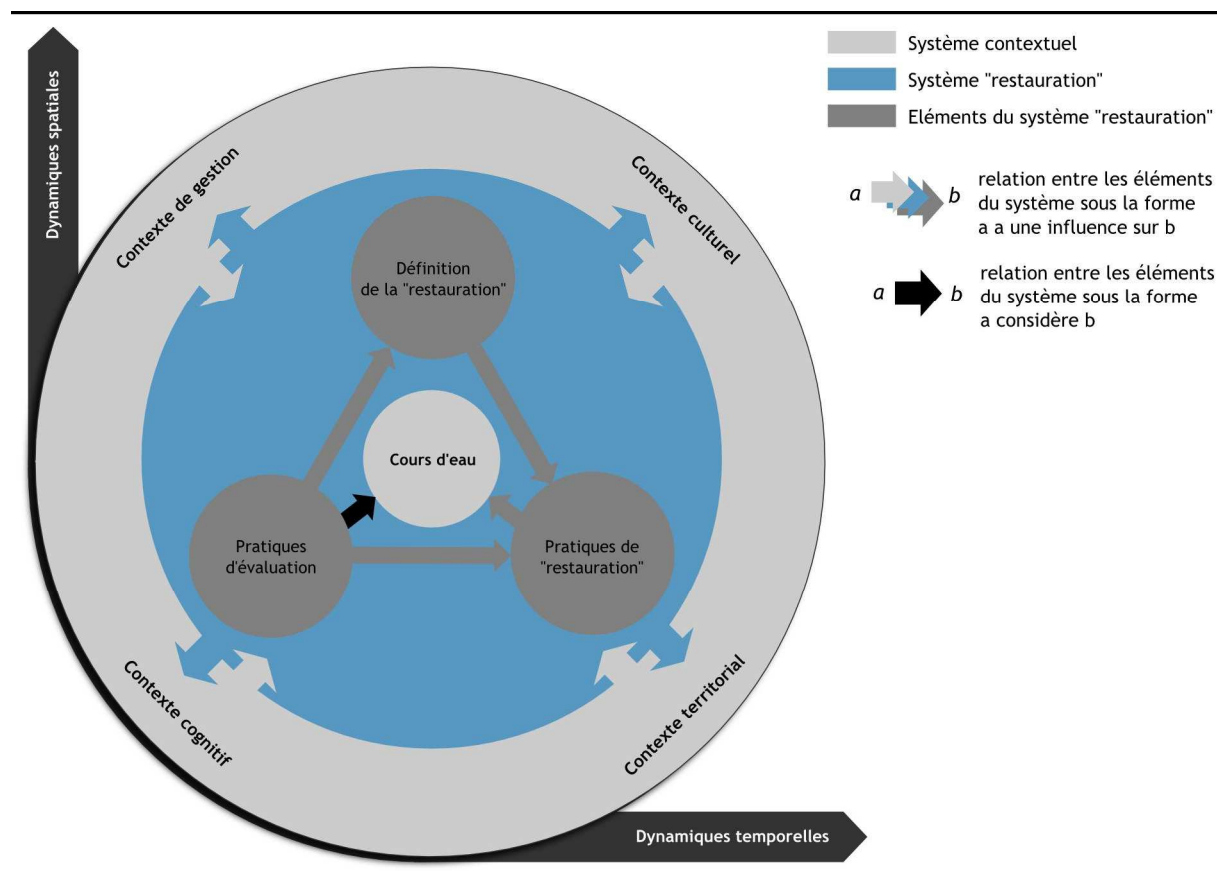 Dynamiques spatiales
Contexte de gestion
Contexte culturel
Définition
de la "restauration"
Cours d'eau
Pratiques
d'évaluation
Pratiques de
"restauration"
Contexte cognitif
Contexte territorial
Dynamiques temporelles
Système contextuel
Système "restauration"
Eléments du système "restauration"
a b
relation entre les éléments
du système sous la forme
a a une influence sur b
a b
relation entre les éléments
du système sous la forme
a considère b